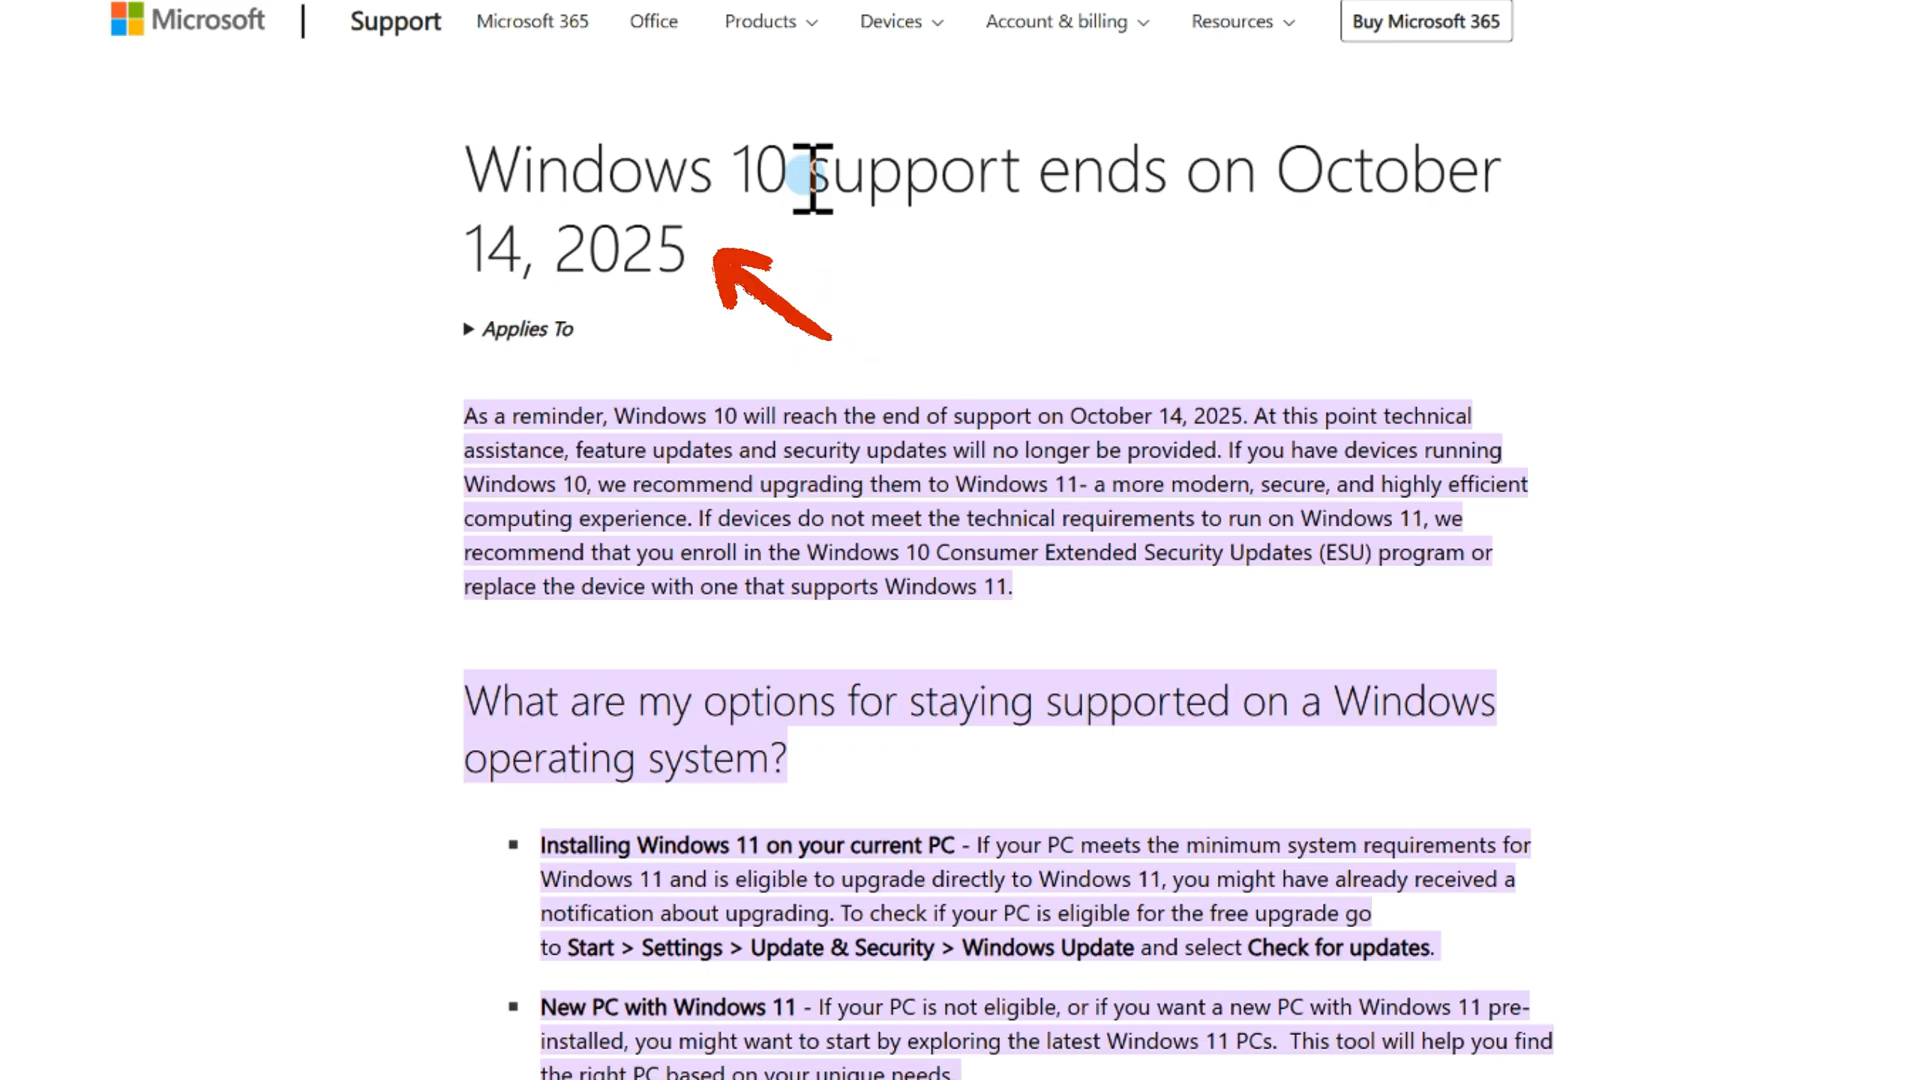 Microsoft Support Microsoft 365 Office Products Devices Account & billing Resources Buy Microsoft 365
Windows 10 support ends on October
14, 2025
Applies To
As a reminder, Windows 10 will reach the end of support on October 14, 2025. At this point technical
assistance, feature updates and security updates will no longer be provided. If you have devices running
Windows 10, we recommend upgrading them to Windows 11- a more modern, secure, and highly efficient
computing experience. If devices do not meet the technical requirements to run on Windows 11, we
recommend that you enroll in the Windows 10 Consumer Extended Security Updates (ESU) program or
replace the device with one that supports Windows 11.
What are my options for staying supported on a Windows
operating system?
Installing Windows 11 on your current PC - If your PC meets the minimum system requirements for
Windows 11 and is eligible to upgrade directly to Windows 11, you might have already received a
notification about upgrading. To check if your PC is eligible for the free upgrade go
to Start > Settings > Update & Security > Windows Update and select Check for updates.
New PC with Windows 11 - If your PC is not eligible, or if you want a new PC with Windows 11 pre-
installed, you might want to start by exploring the latest Windows 11 PCs. This tool will help you find
the right PC based on your unique needs.